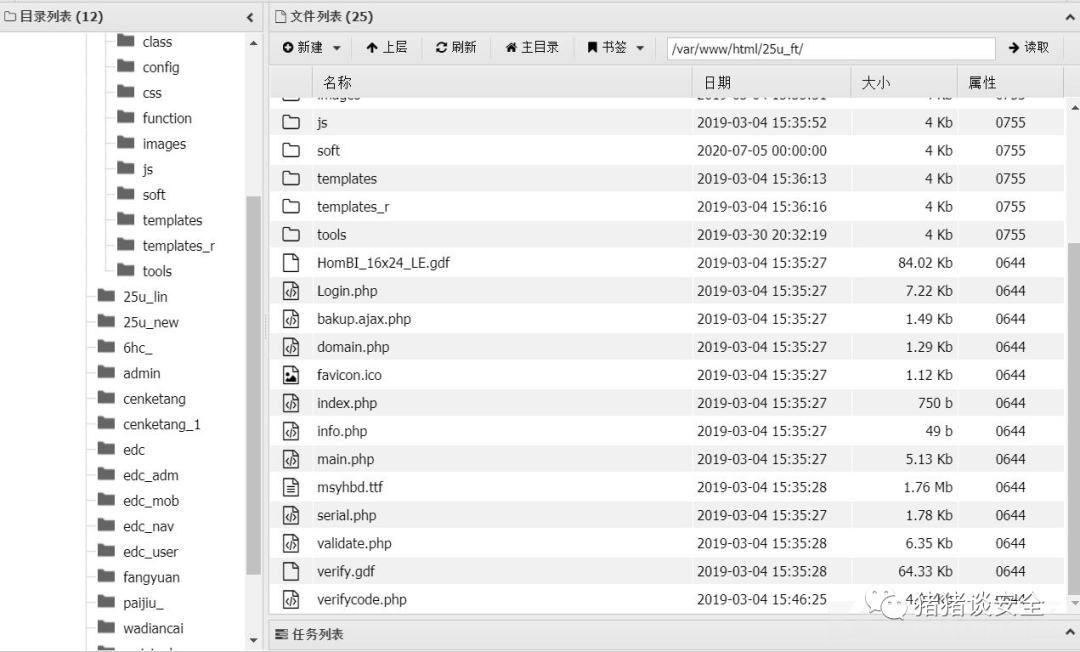 目录列表 (12)
class
config
css
function
images
js
soft
templates
templates_r
tools
25u_lin
25u_new
6hc_
admin
cenketang
cenketang_1
edc
edc_adm
edc_mob
edc_nav
edc_user
fangyuan
paijiu_
wadiancai
文件列表 (25)
新建 上层 刷新 主目录 书签 /var/www/html/25u_ft/ 读取
名称 日期 大小 属性
images 2019-03-04 15:35:51 4 Kb 0755
js 2019-03-04 15:35:52 4 Kb 0755
soft 2020-07-05 00:00:00 4 Kb 0755
templates 2019-03-04 15:36:13 4 Kb 0755
templates_r 2019-03-04 15:36:16 4 Kb 0755
tools 2019-03-30 20:32:19 4 Kb 0755
HomBI_16x24_LE.gdf 2019-03-04 15:35:27 84.02 Kb 0644
Login.php 2019-03-04 15:35:27 7.22 Kb 0644
bakup.ajax.php 2019-03-04 15:35:27 1.49 Kb 0644
domain.php 2019-03-04 15:35:27 1.29 Kb 0644
favicon.ico 2019-03-04 15:35:27 1.12 Kb 0644
index.php 2019-03-04 15:35:27 750 b 0644
info.php 2019-03-04 15:35:27 49 b 0644
main.php 2019-03-04 15:35:27 5.13 Kb 0644
msyhbd.ttf 2019-03-04 15:35:28 1.76 Mb 0644
serial.php 2019-03-04 15:35:27 1.78 Kb 0644
validate.php 2019-03-04 15:35:28 6.35 Kb 0644
verify.gdf 2019-03-04 15:35:28 64.33 Kb 0644
verifycode.php 2019-03-04 15:46:25 0644
猪猪谈安全
任务列表